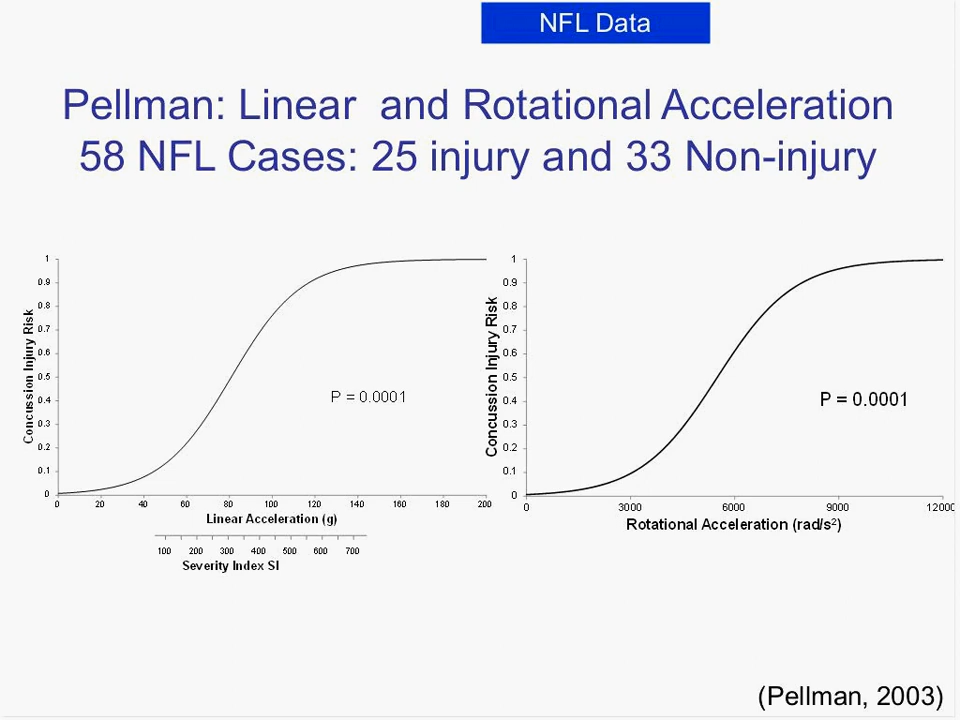 NFL Data
Pellman: Linear and Rotational Acceleration
58 NFL Cases: 25 injury and 33 Non-injury
Concussion Injury Risk
1
0.9
0.8
0.7
0.6
0.5
0.4
0.3
0.2
0.1
0
P = 0.0001
0 20 40 60 80 100 120 140 160 180 200
Linear Acceleration (g)
100 200 300 400 500 600 700
Severity Index SI
Concussion Injury Risk
1
0.9
0.8
0.7
0.6
0.5
0.4
0.3
0.2
0.1
0
P = 0.0001
0 3000 6000 9000 12000
Rotational Acceleration (rad/s²)
(Pellman, 2003)